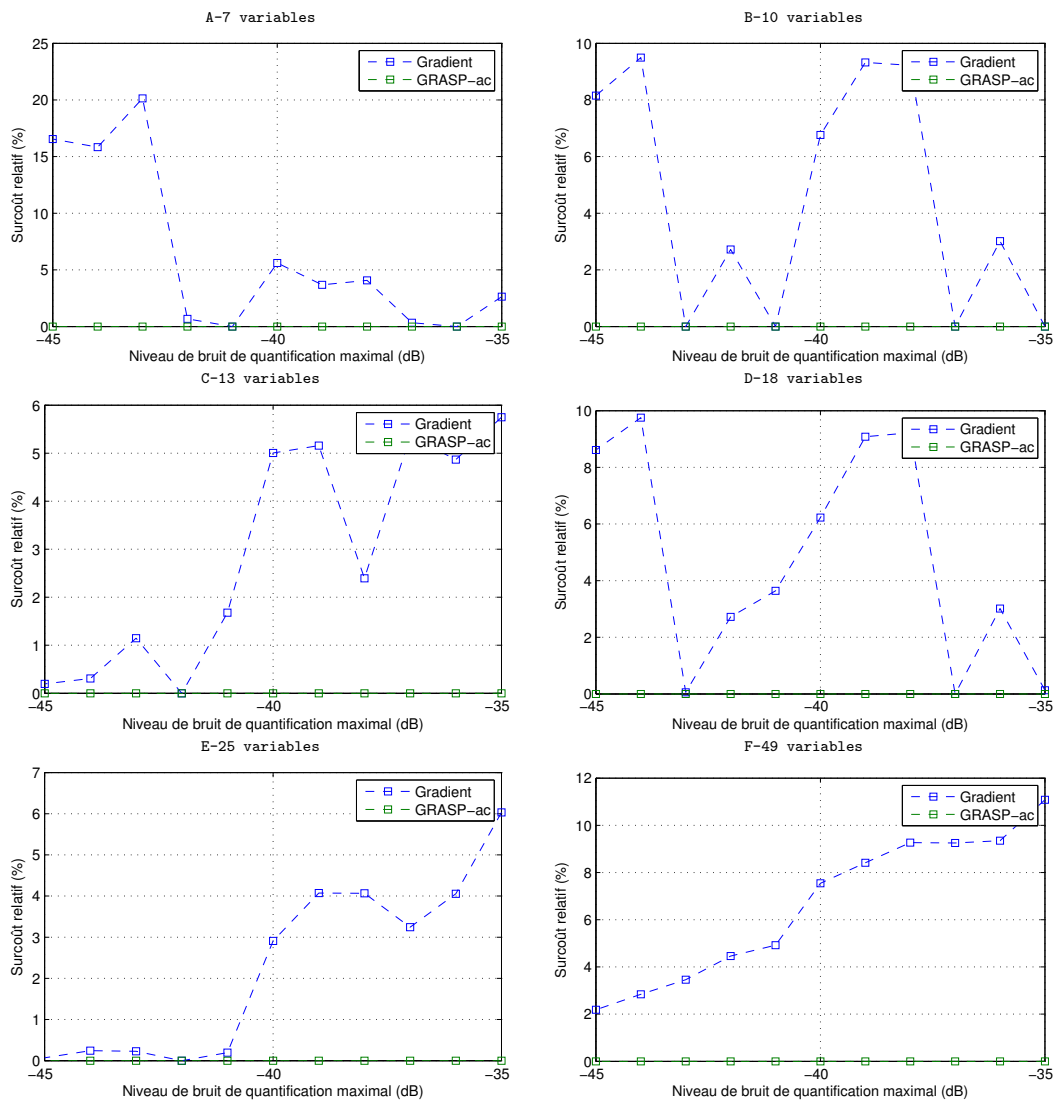 A-7 variables
25
20
15
10
5
0
−45
−40
−35
Surcoût relatif (%)
Niveau de bruit de quantification maximal (dB)
Gradient
GRASP−ac
B-10 variables
10
8
6
4
2
0
−45
−40
−35
Surcoût relatif (%)
Niveau de bruit de quantification maximal (dB)
Gradient
GRASP−ac
C-13 variables
6
5
4
3
2
1
0
−45
−40
−35
Surcoût relatif (%)
Niveau de bruit de quantification maximal (dB)
Gradient
GRASP−ac
D-18 variables
10
8
6
4
2
0
−45
−40
−35
Surcoût relatif (%)
Niveau de bruit de quantification maximal (dB)
Gradient
GRASP−ac
E-25 variables
7
6
5
4
3
2
1
0
−45
−40
−35
Surcoût relatif (%)
Niveau de bruit de quantification maximal (dB)
Gradient
GRASP−ac
F-49 variables
12
10
8
6
4
2
0
−45
−40
−35
Surcoût relatif (%)
Niveau de bruit de quantification maximal (dB)
Gradient
GRASP−ac